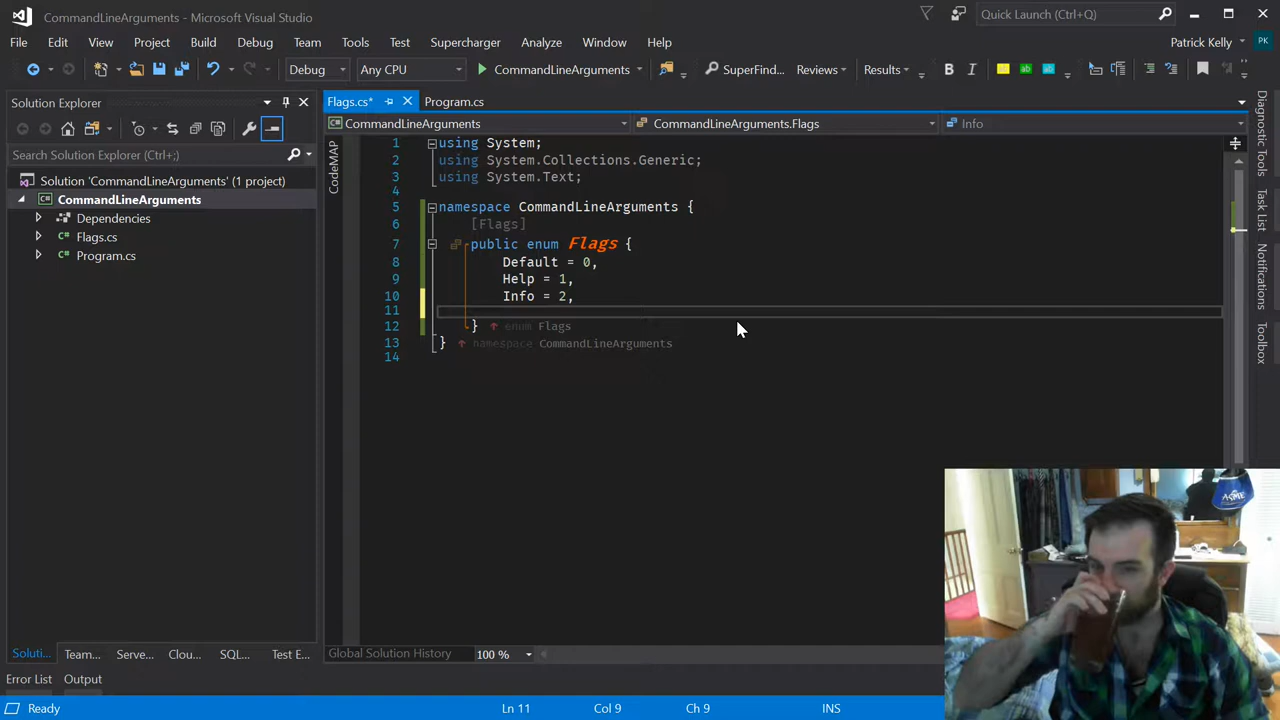 CommandLineArguments - Microsoft Visual Studio
Quick Launch (Ctrl+Q)
File Edit View Project Build Debug Team Tools Test Supercharger Analyze Window Help
Patrick Kelly PK
Debug Any CPU CommandLineArguments SuperFind... Reviews Results B I ab ab
Solution Explorer
Flags.cs* Program.cs
CommandLineArguments CommandLineArguments.Flags Info
Search Solution Explorer (Ctrl+;)
Solution 'CommandLineArguments' (1 project)
CommandLineArguments
Dependencies
Flags.cs
Program.cs
CodeMAP
1 using System;
2 using System.Collections.Generic;
3 using System.Text;
4
5 namespace CommandLineArguments {
6 [Flags]
7 public enum Flags {
8 Default = 0,
9 Help = 1,
10 Info = 2,
11
12 } enum Flags
13 } namespace CommandLineArguments
14
Diagnostic Tools
Task List
Notifications
Toolbox
ASME
Soluti... Team... Serve... Clou... SQL... Test E...
Global Solution History 100 %
Error List Output
Ready Ln 11 Col 9 Ch 9 INS